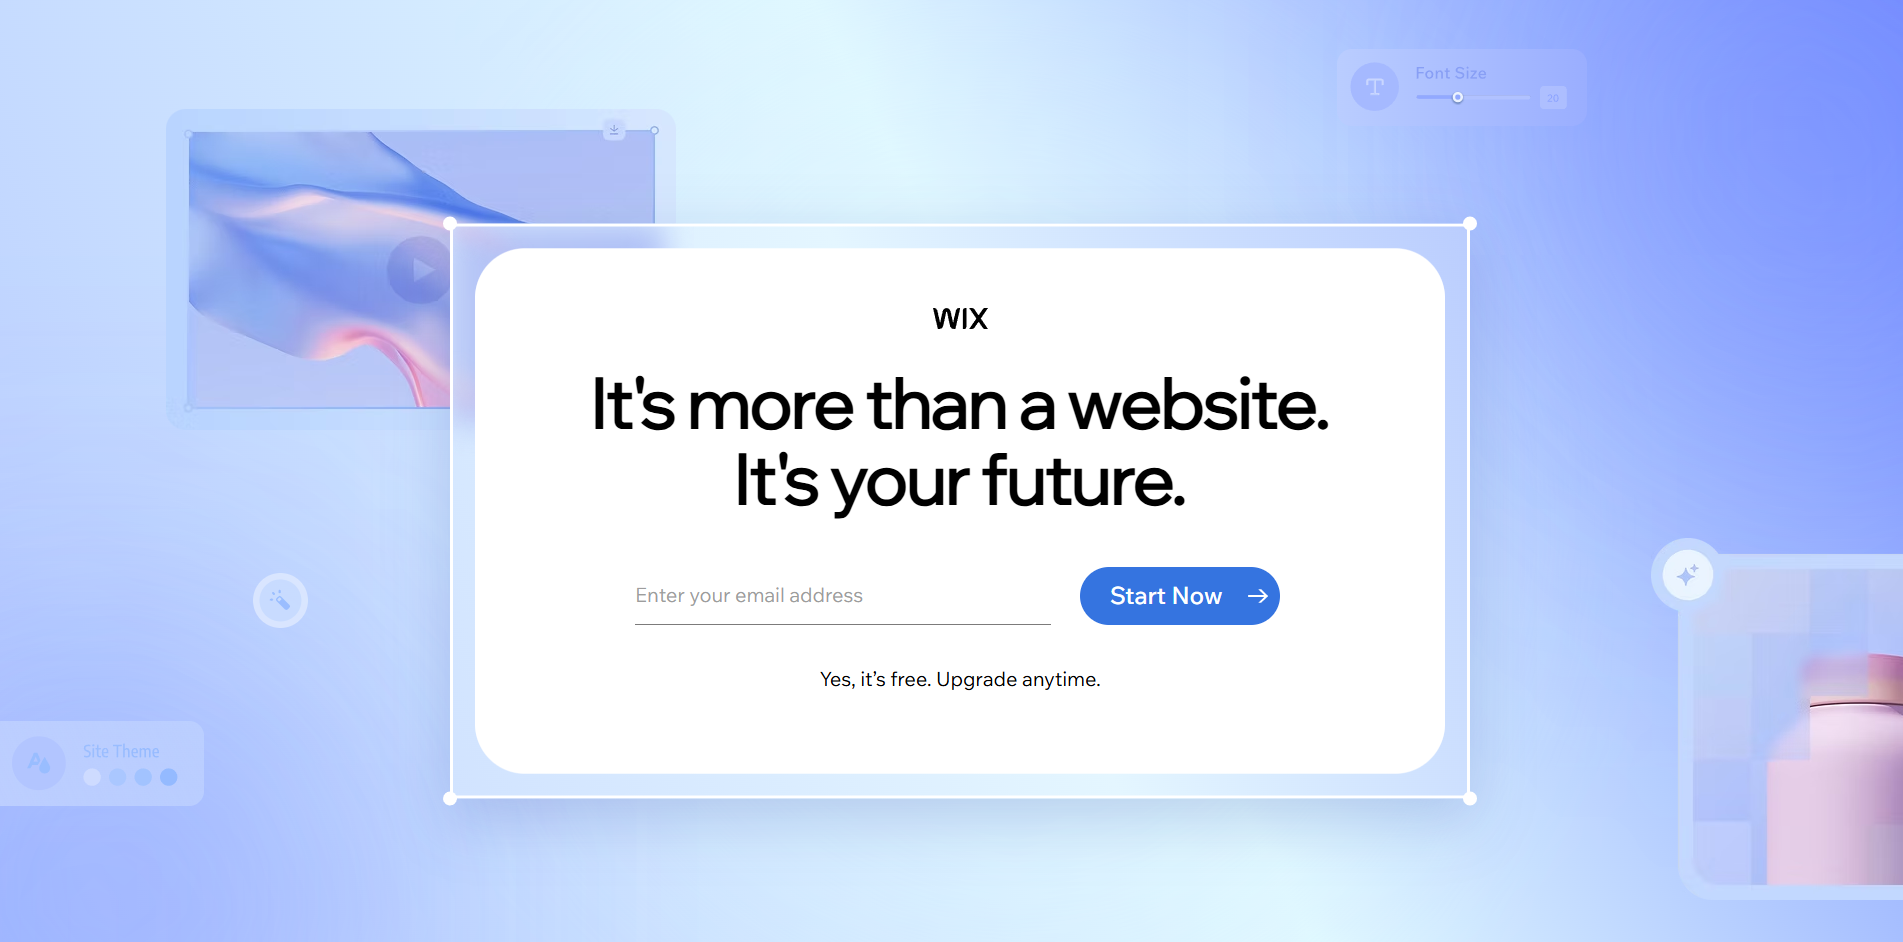 Font Size
20
WIX
It's more than a website.
It's your future.
Enter your email address
Start Now
Yes, it’s free. Upgrade anytime.
Site Theme